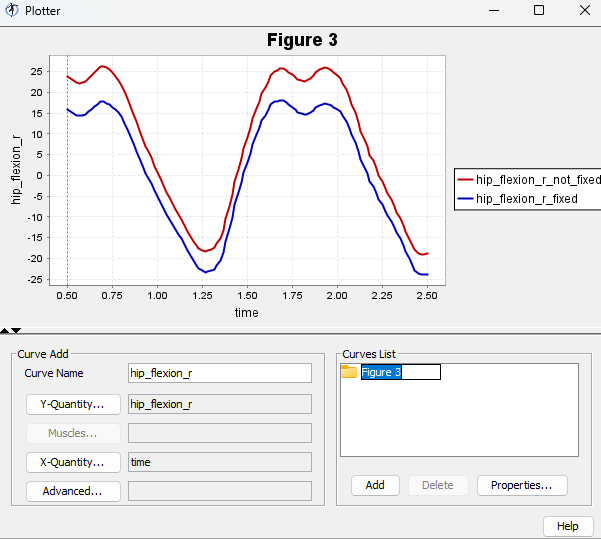 Plotter
Figure 3
25
20
15
10
5
0
-5
-10
-15
-20
-25
hip_flexion_r
0.50 0.75 1.00 1.25 1.50 1.75 2.00 2.25 2.50
time
hip_flexion_r_not_fixed
hip_flexion_r_fixed
Curve Add
Curve Name hip_flexion_r
Y-Quantity... hip_flexion_r
Muscles...
X-Quantity... time
Advanced...
Curves List
Figure 3
Add Delete Properties...
Help